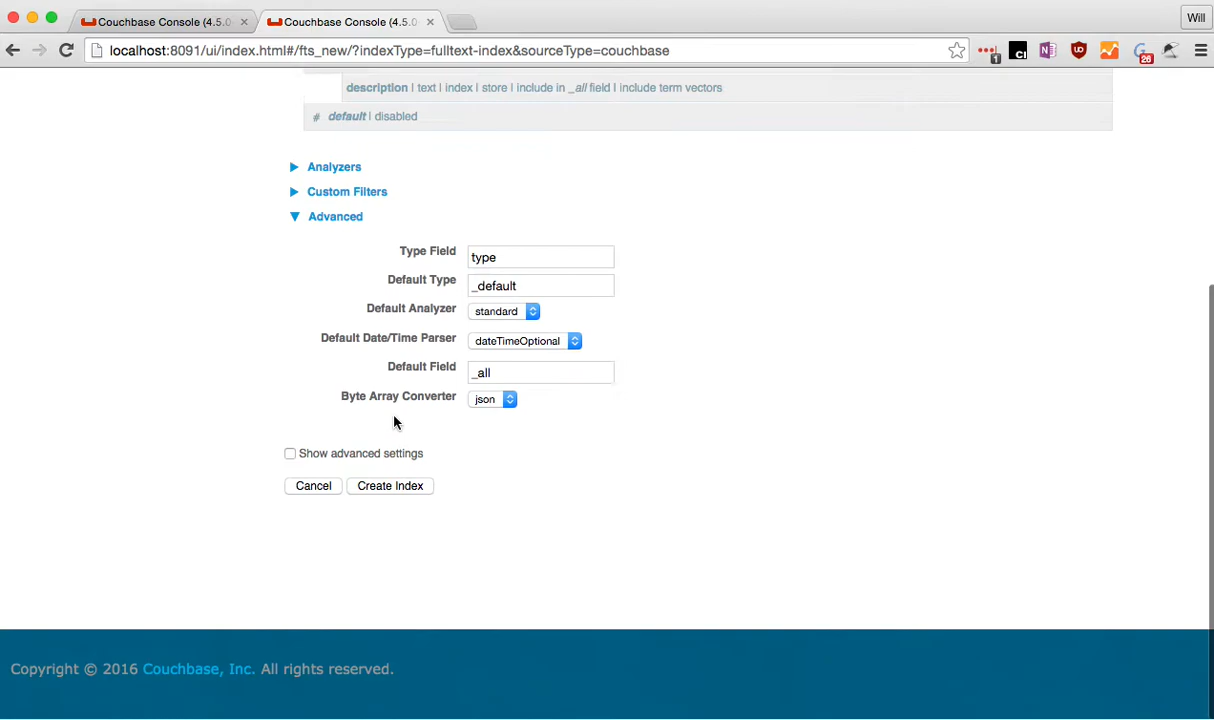 Couchbase Console (4.5.0 ×
Couchbase Console (4.5.0 ×
Will
localhost:8091/ui/index.html#/fts_new/?indexType=fulltext-index&sourceType=couchbase
1
CI
N
26
description | text | index | store | include in _all field | include term vectors
# default | disabled
Analyzers
Custom Filters
Advanced
Type Field type
Default Type _default
Default Analyzer standard
Default Date/Time Parser dateTimeOptional
Default Field _all
Byte Array Converter json
Show advanced settings
Cancel Create Index
Copyright © 2016 Couchbase, Inc. All rights reserved.